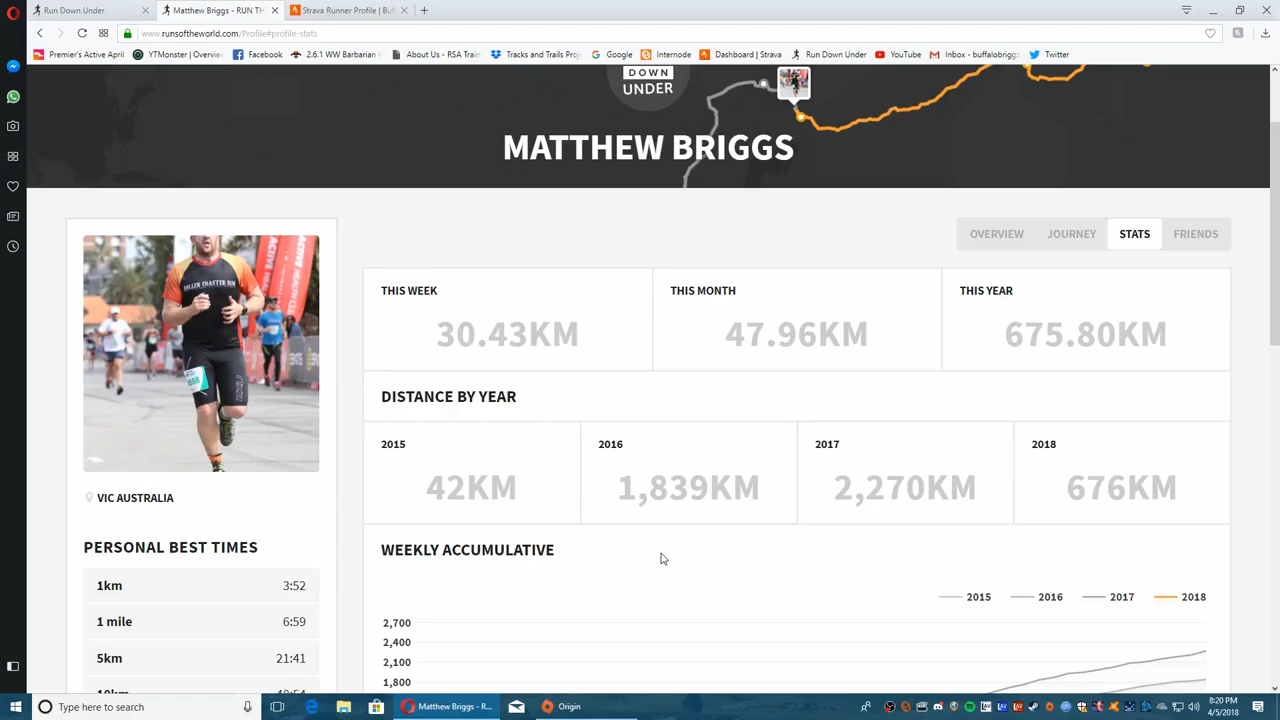 Run Down Under
Matthew Briggs - RUN TH
Strava Runner Profile | Buf
www.runsoftheworld.com/Profile#profile-stats
Premier's Active April
YTMonster | Overview
Facebook
2.6.1 WW Barbarian
About Us - RSA Train
Tracks and Trails Proj
Google
Internode
Dashboard | Strava
Run Down Under
YouTube
Inbox - buffalobriggs
Twitter
DOWN
UNDER
MATTHEW BRIGGS
OVERVIEW JOURNEY STATS FRIENDS
THIS WEEK
30.43KM
THIS MONTH
47.96KM
THIS YEAR
675.80KM
DISTANCE BY YEAR
2015
42KM
2016
1,839KM
2017
2,270KM
2018
676KM
VIC AUSTRALIA
PERSONAL BEST TIMES
1km 3:52
1 mile 6:59
5km 21:41
WEEKLY ACCUMULATIVE
2015 2016 2017 2018
2,700
2,400
2,100
1,800
Type here to search
Matthew Briggs - R...
Origin
8:20 PM
4/5/2018